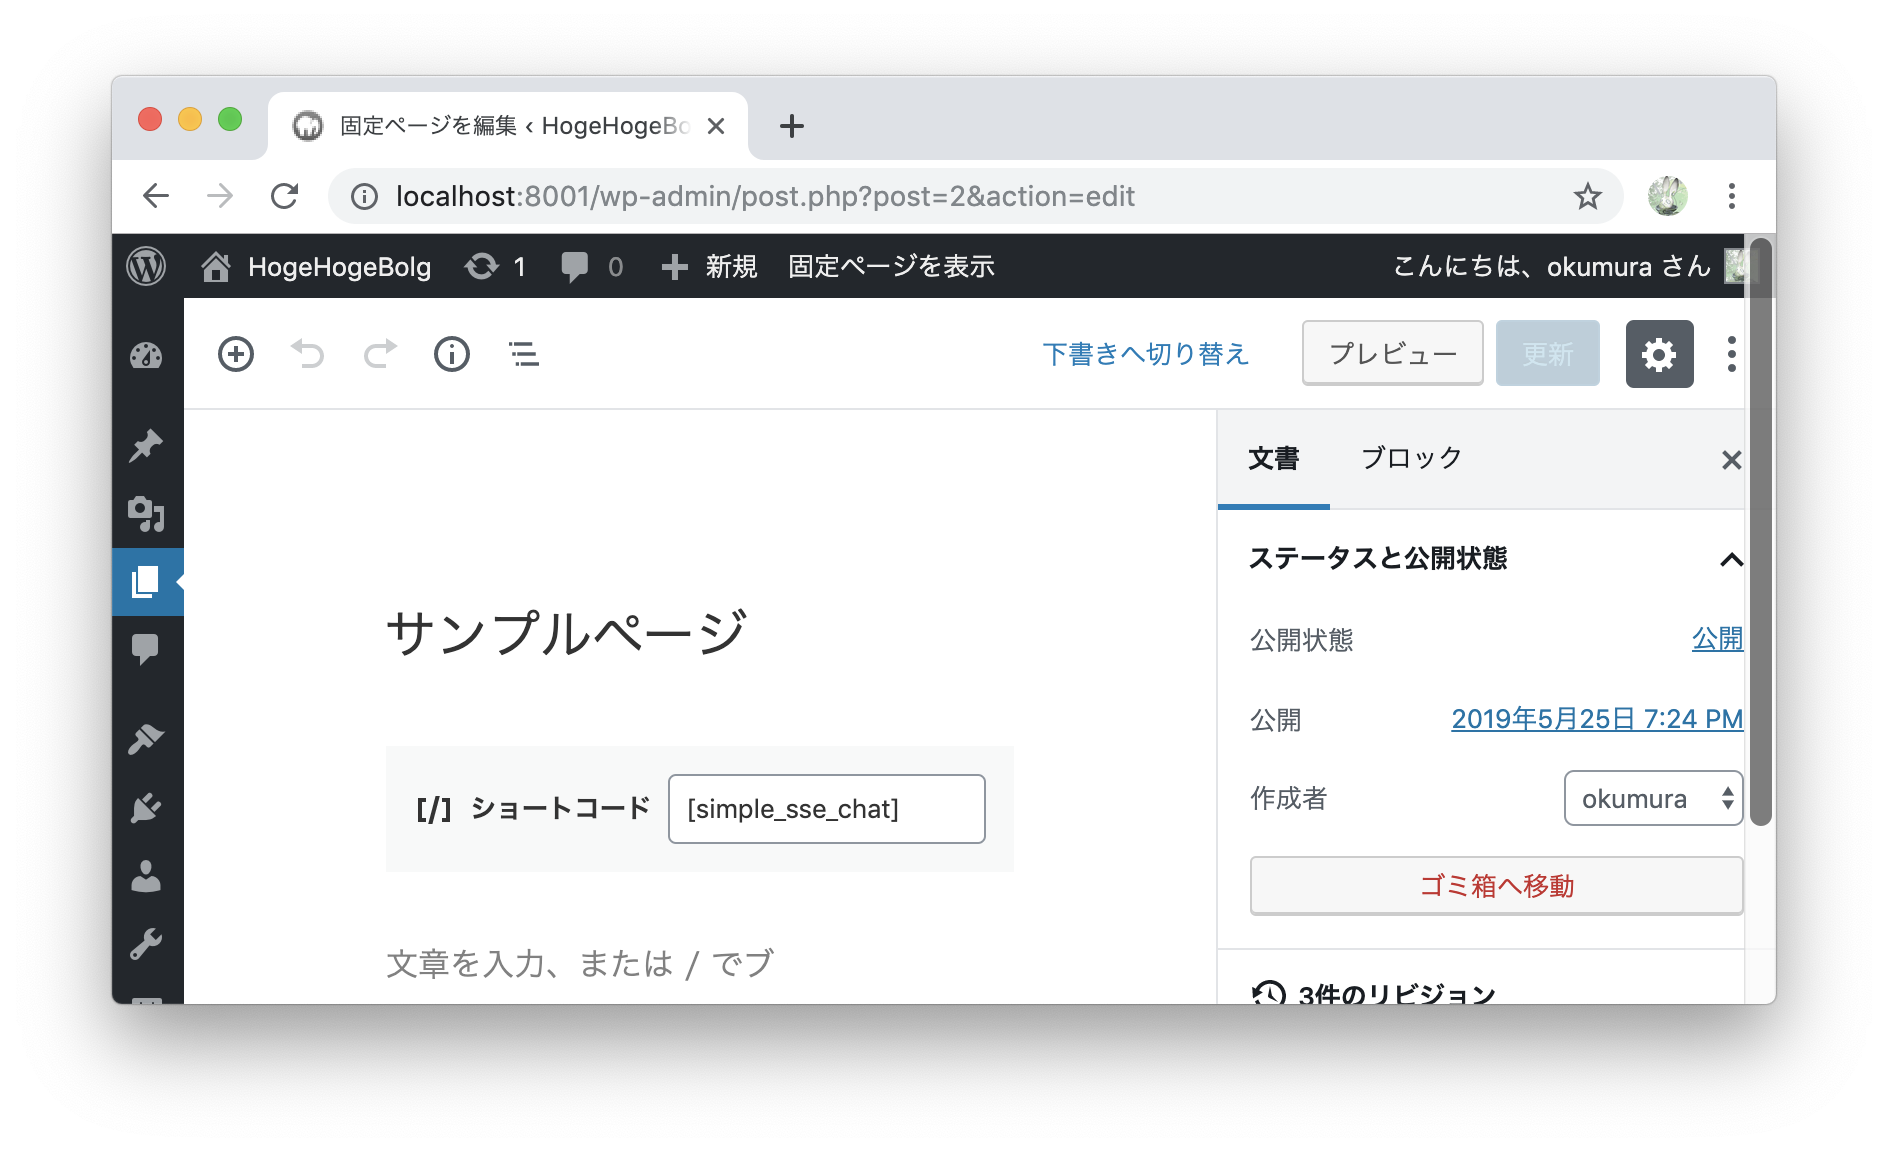 固定ページを編集 ‹ HogeHogeBo
localhost:8001/wp-admin/post.php?post=2&action=edit
HogeHogeBolg 1 0 新規 固定ページを表示 こんにちは、okumura さん
下書きへ切り替え プレビュー 更新
文書 ブロック
ステータスと公開状態
公開状態 公開
公開 2019年5月25日 7:24 PM
作成者 okumura
ゴミ箱へ移動
3件のリビジョン
サンプルページ
[/] ショートコード [simple_sse_chat]
文章を入力、または / でブ